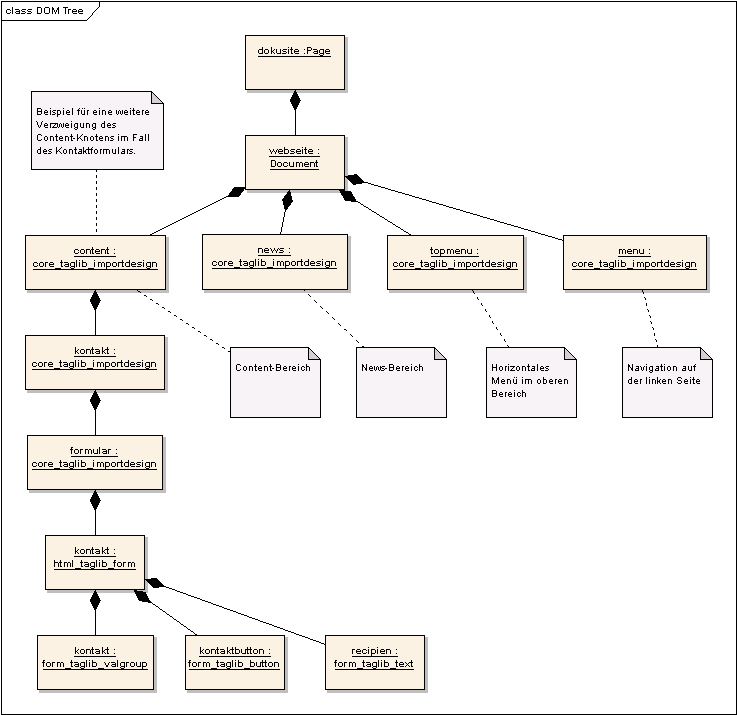 class DOM Tree
dokusite :Page
Beispiel für eine weitere
Verzweigung des
Content-Knotens im Fall
des Kontaktformulars.
webseite :
Document
content :
core_taglib_importdesign
news :
core_taglib_importdesign
topmenu :
core_taglib_importdesign
menu :
core_taglib_importdesign
kontakt :
core_taglib_importdesign
Content-Bereich
News-Bereich
Horizontales
Menü im oberen
Bereich
Navigation auf
der linken Seite
formular :
core_taglib_importdesign
kontakt :
html_taglib_form
kontakt :
form_taglib_valgroup
kontaktbutton :
form_taglib_button
recipien :
form_taglib_text